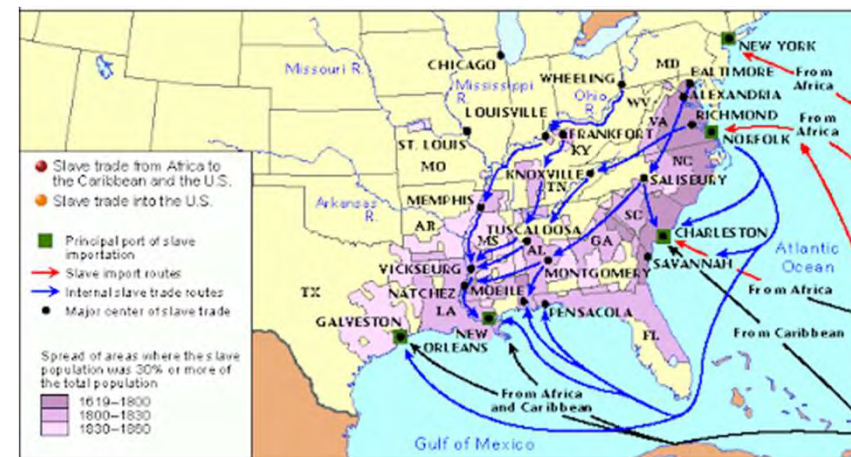 NEW YORK
From
Africa
CHICAGO
MD
BALTIMORE
ALEXANDRIA
WHEELING
Missouri R.
Mississippi
R.
Ohio
R.
WV
VA
RICHMOND
From
Africa
NORFOLK
LOUISVILLE
FRANKFORT
KY
ST. LOUIS
MO
KNOXVILLE
TN
NC
SALISBURY
Arkansas
R.
MEMPHIS
AR
TUSCALOOSA
MS
AL
GA
SC
CHARLESTON
SAVANNAH
Atlantic
Ocean
VICKSEURG
MONTGOMERY
NATCHEZ
MOEILE
From Africa
TX
LA
PENSACOLA
GALVESTON
NEW
ORLEANS
FL
From Caribbean
From Africa
and Caribbean
Gulf of Mexico
Slave trade from Africa to
the Caribbean and the U.S.
Slave trade into the U.S.
Principal port of slave
importation
Slave import routes
Internal slave trade routes
Major center of slave trade
Spread of areas where the slave
population was 30% or more of
the total population
1619–1800
1800–1830
1830–1860